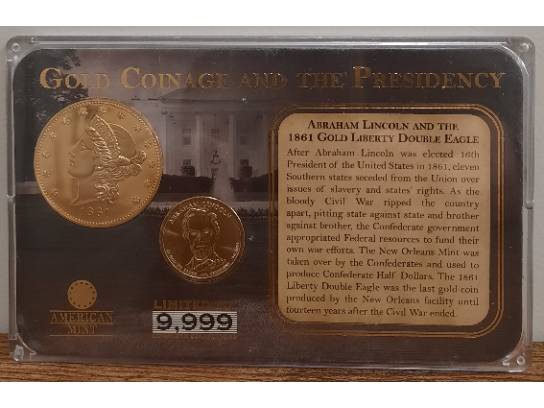 GOLD COINAGE AND THE PRESIDENCY
ABRAHAM LINCOLN AND THE
1861 GOLD LIBERTY DOUBLE EAGLE
After Abraham Lincoln was elected 16th
President of the United States in 1861, eleven
Southern states seceded from the Union over
issues of slavery and states' rights. As the
bloody Civil War ripped the country
apart, pitting state against state and brother
against brother, the Confederate government
appropriated Federal resources to fund their
own war efforts. The New Orleans Mint was
taken over by the Confederates and used to
produce Confederate Half Dollars. The 1861
Liberty Double Eagle was the last gold coin
produced by the New Orleans facility until
fourteen years after the Civil War ended.
ABRAHAM LINCOLN
AMERICAN
MINT
LIMITED
9,999